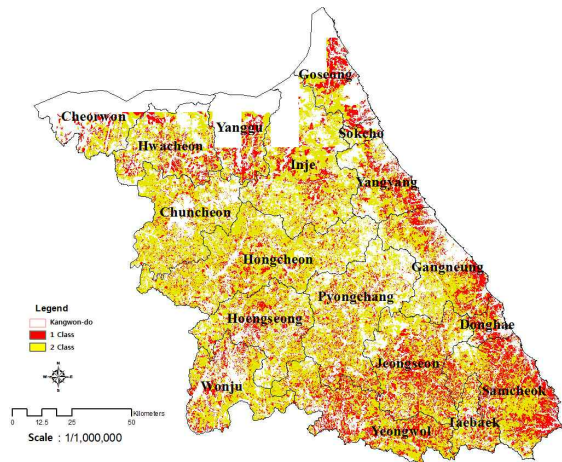 Goseong
Cheorwon
Yanggu
Sokcho
Hwacheon
Inje
Yangyang
Chuncheon
Hongcheon
Gangneung
Pyongchang
Legend
Kangwon-do
1 Class
2 Class
Hoengseong
Donghae
Jeongseon
Wonju
Samcheok
Taebaek
Yeongwol
N
W E
S
Kilometers
0 12.5 25 50
Scale : 1/1,000,000